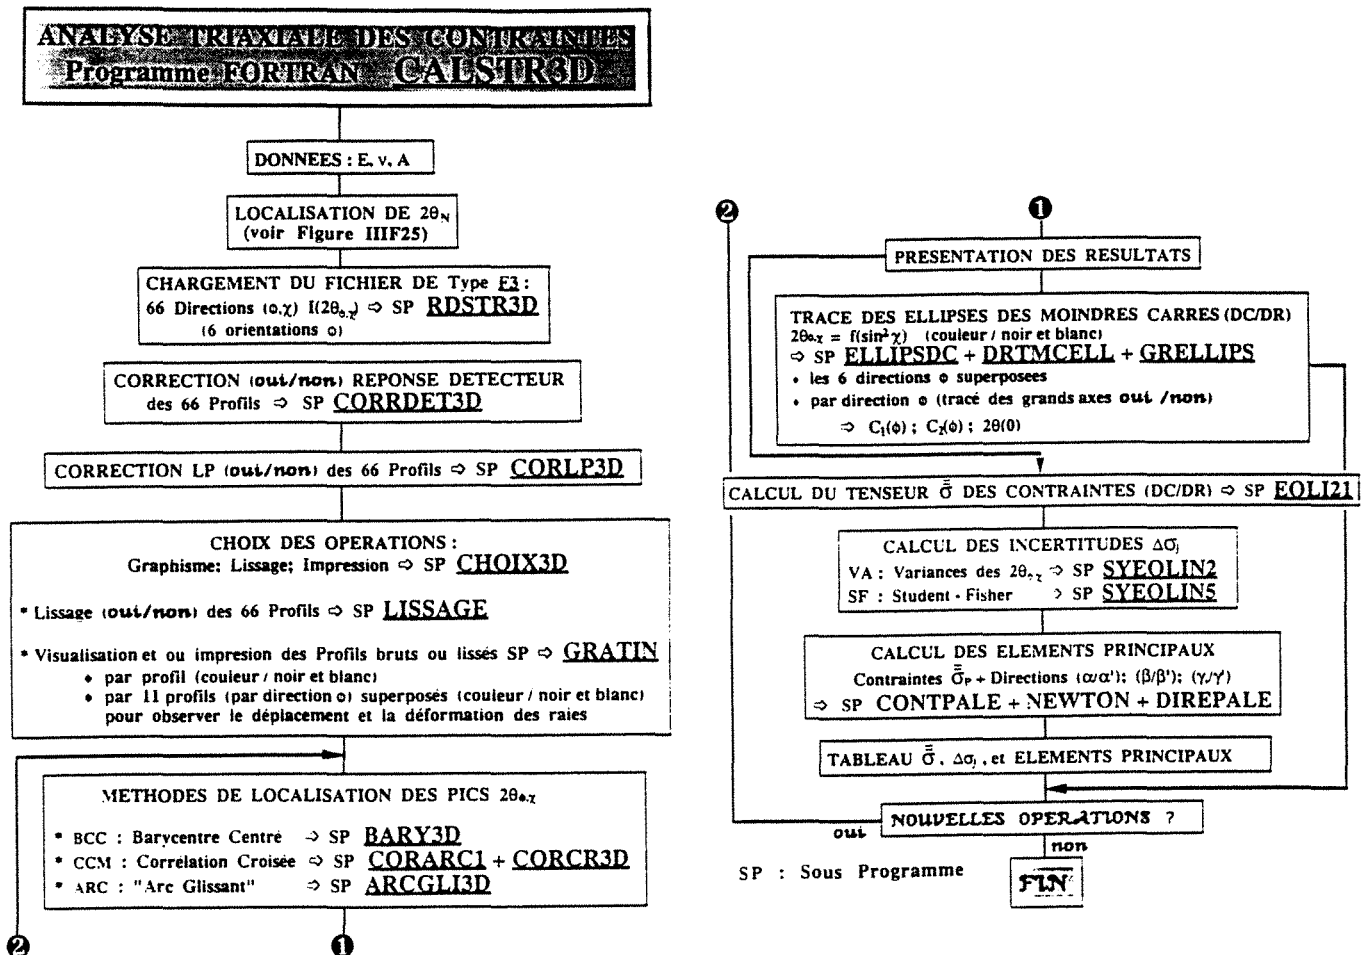 ANALYSE TRIAXIALE DES CONTRAINTES
Programme FORTRAN CALSTR3D
DONNEES : E, ν, A
LOCALISATION DE 2θN
(voir Figure IIIF25)
CHARGEMENT DU FICHIER DE Type F3 :
66 Directions (φ,χ) I(2θφ,χ) ⇨ SP RDSTR3D
(6 orientations φ)
CORRECTION (oui/non) REPONSE DETECTEUR
des 66 Profils ⇨ SP CORRDET3D
CORRECTION LP (oui/non) des 66 Profils ⇨ SP CORLP3D
CHOIX DES OPERATIONS :
Graphisme; Lissage; Impression ⇨ SP CHOIX3D
* Lissage (oui/non) des 66 Profils ⇨ SP LISSAGE
* Visualisation et ou impresion des Profils bruts ou lissés SP ⇨ GRATIN
♦ par profil (couleur / noir et blanc)
♦ par 11 profils (par direction φ) superposés (couleur / noir et blanc)
pour observer le déplacement et la déformation des raies
METHODES DE LOCALISATION DES PICS 2θφ,χ
* BCC : Barycentre Centré ⇨ SP BARY3D
* CCM : Corrélation Croisée ⇨ SP CORARC1 + CORCR3D
* ARC : "Arc Glissant" ⇨ SP ARCGLI3D
❷ ❶
❷ ❶
PRESENTATION DES RESULTATS
TRACE DES ELLIPSES DES MOINDRES CARRES (DC/DR)
2θφ,χ = f(sin²χ) (couleur / noir et blanc)
⇨ SP ELLIPSDC + DRTMCELL + GRELLIPS
♦ les 6 directions φ superposees
♦ par direction φ (tracé des grands axes oui / non)
⇨ C₁(φ) ; C₂(φ) ; 2θ(0)
CALCUL DU TENSEUR σ̿ DES CONTRAINTES (DC/DR) ⇨ SP EOLI21
CALCUL DES INCERTITUDES Δσij
VA : Variances des 2θφ,χ ⇨ SP SYEOLIN2
SF : Student - Fisher ⇨ SP SYEOLIN5
CALCUL DES ELEMENTS PRINCIPAUX
Contraintes σ̿P + Directions (α/α'); (β/β'); (γ/γ')
⇨ SP CONTPALE + NEWTON + DIREPALE
TABLEAU σ̿, Δσij, et ELEMENTS PRINCIPAUX
NOUVELLES OPERATIONS ?
oui
non
SP : Sous Programme
FIN